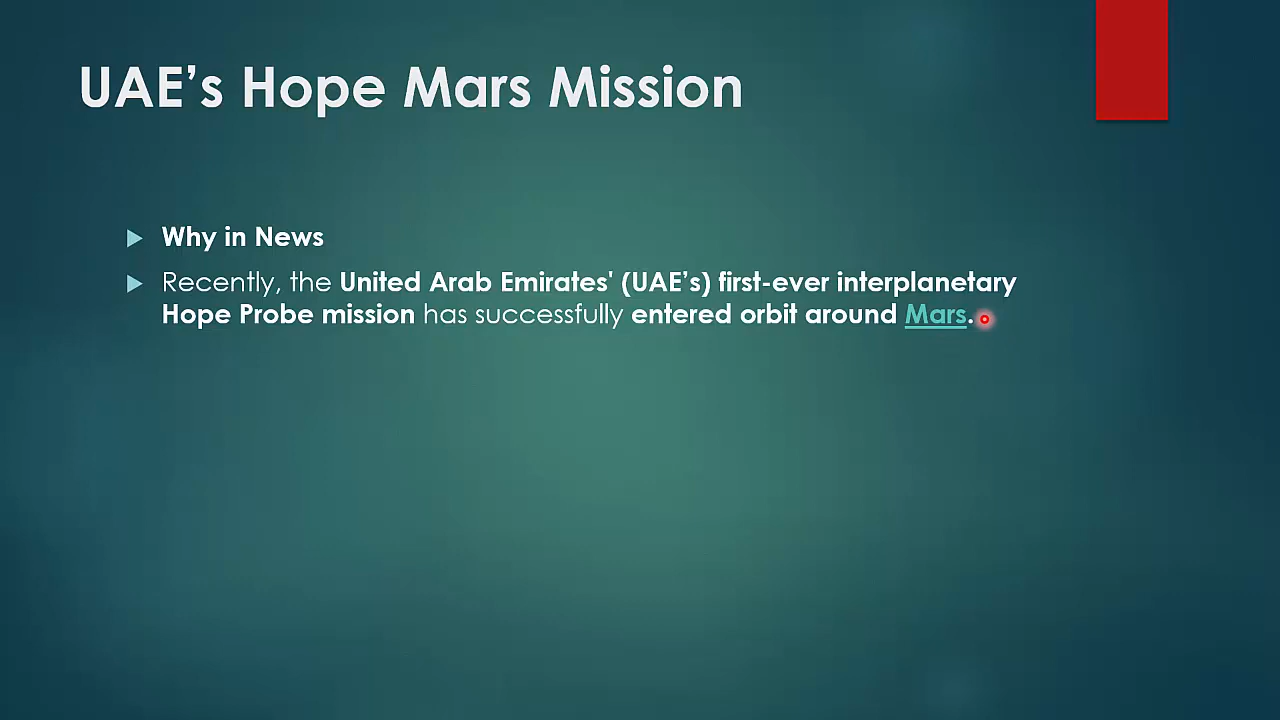 UAE’s Hope Mars Mission
Why in News
Recently, the United Arab Emirates' (UAE’s) first-ever interplanetary
Hope Probe mission has successfully entered orbit around Mars.